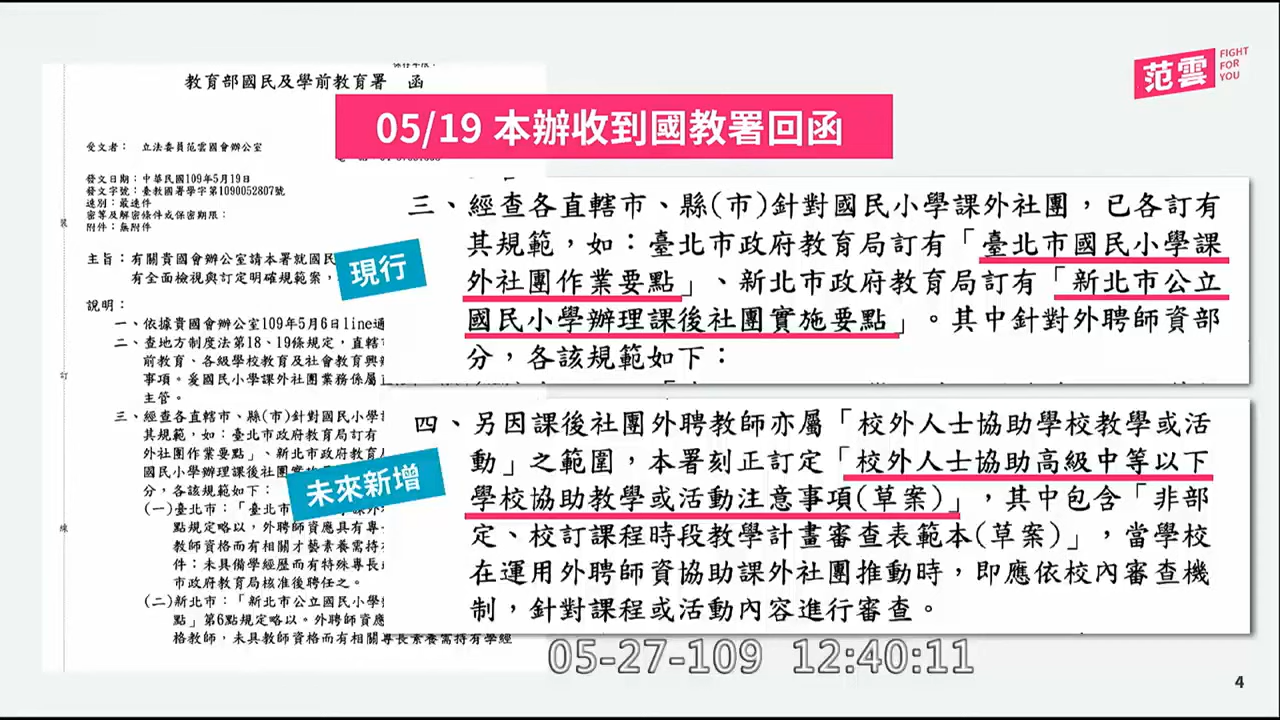 范雲
FIGHT
FOR
YOU
教育部國民及學前教育署 函
05/19 本辦收到國教署回函
受文者： 立法委員范雲國會辦公室
發文日期：中華民國109年5月19日
發文字號：臺教國署學字第1090052807號
速別：最速件
密等及解密條件或保密期限：
附件：無附件
主旨：有關貴國會辦公室請本署就國民
有全面檢視與訂定明確規範案，
說明：
一、依據貴國會辦公室109年5月6日line通
二、查地方制度法第18、19條規定，直轄
前教育、各級學校教育及社會教育興
事項。爰國民小學課外社團業務係屬
主管。
三、經查各直轄市、縣(市)針對國民小學
其規範，如：臺北市政府教育局訂有
外社團作業要點」、新北市政府教育
國民小學辦理課後社團實施
分，各該規範如下：
(一)臺北市：「臺北市
點規定略以，外聘師資應具有專
教師資格而有相關才藝素養需持
件：未具備學經歷而有特殊專長
市政府教育局核准後聘任之。
(二)新北市：「新北市公立國民小學
點」第6點規定略以。外聘師資應
格教師，未具教師資格而有相關專長素養需持有學經
裝
訂
線
現行
三、經查各直轄市、縣(市)針對國民小學課外社團，已各訂有
其規範，如：臺北市政府教育局訂有「臺北市國民小學課
外社團作業要點」、新北市政府教育局訂有「新北市公立
國民小學辦理課後社團實施要點」。其中針對外聘師資部
分，各該規範如下：
未來新增
四、另因課後社團外聘教師亦屬「校外人士協助學校教學或活
動」之範圍，本署刻正訂定「校外人士協助高級中等以下
學校協助教學或活動注意事項(草案)」，其中包含「非部
定、校訂課程時段教學計畫審查表範本(草案)」，當學校
在運用外聘師資協助課外社團推動時，即應依校內審查機
制，針對課程或活動內容進行審查。
05-27-109 12:40:11
4